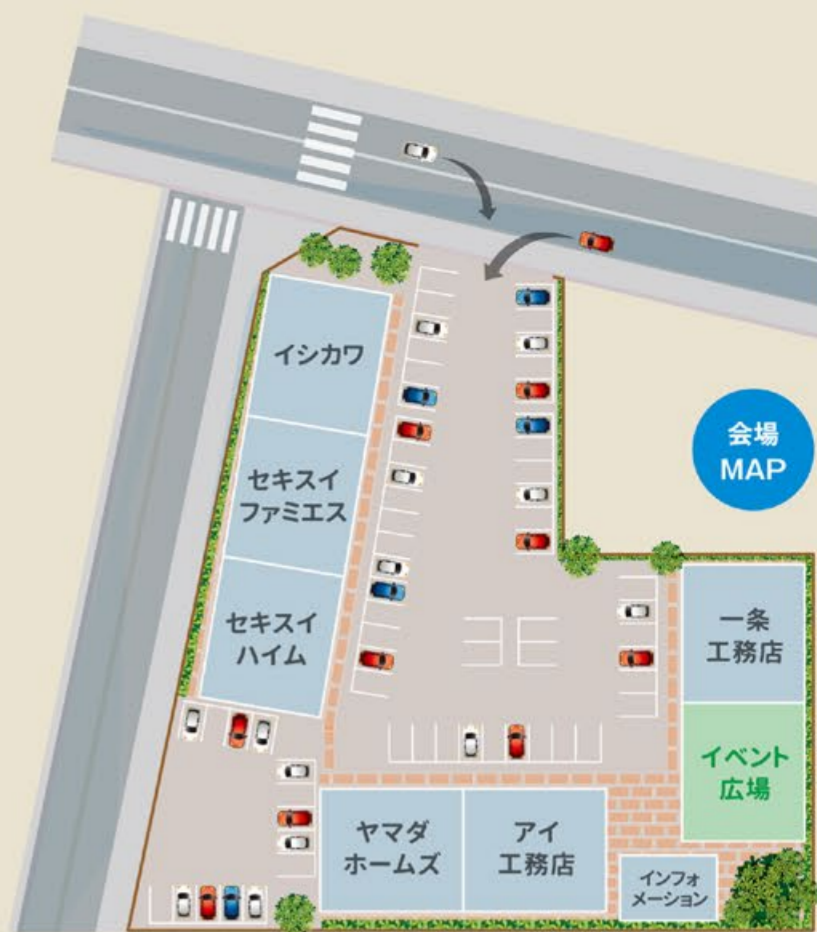 イシカワ
セキスイ
ファミエス
セキスイ
ハイム
会場
MAP
一条
工務店
イベント
広場
ヤマダ
ホームズ
アイ
工務店
インフォ
メーション